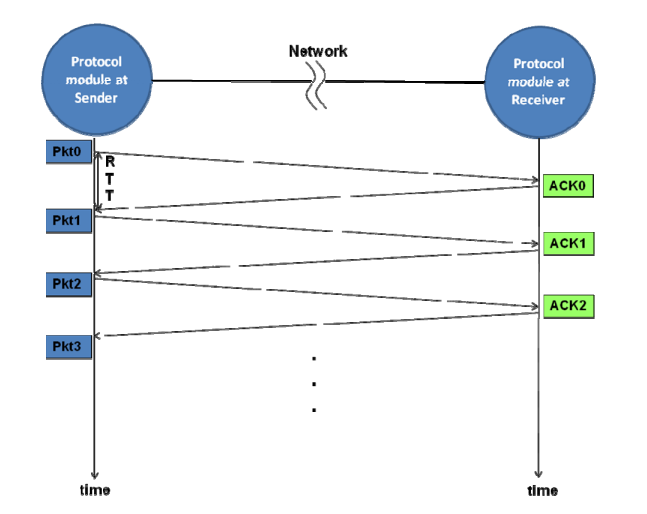 Protocol
module at
Sender
Network
Protocol
module at
Receiver
Pkt0
R
T
T
ACK0
Pkt1
ACK1
Pkt2
ACK2
Pkt3
.
.
.
time
time